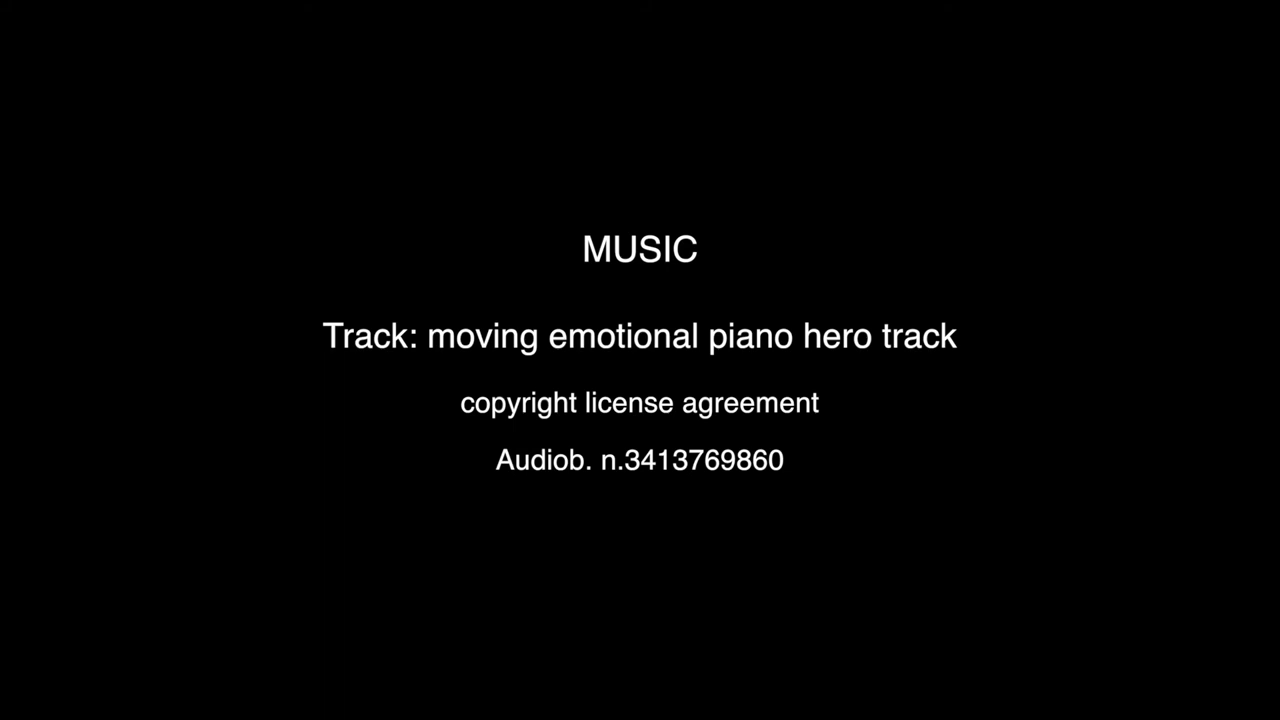 MUSIC
Track: moving emotional piano hero track
copyright license agreement
Audiob. n.3413769860